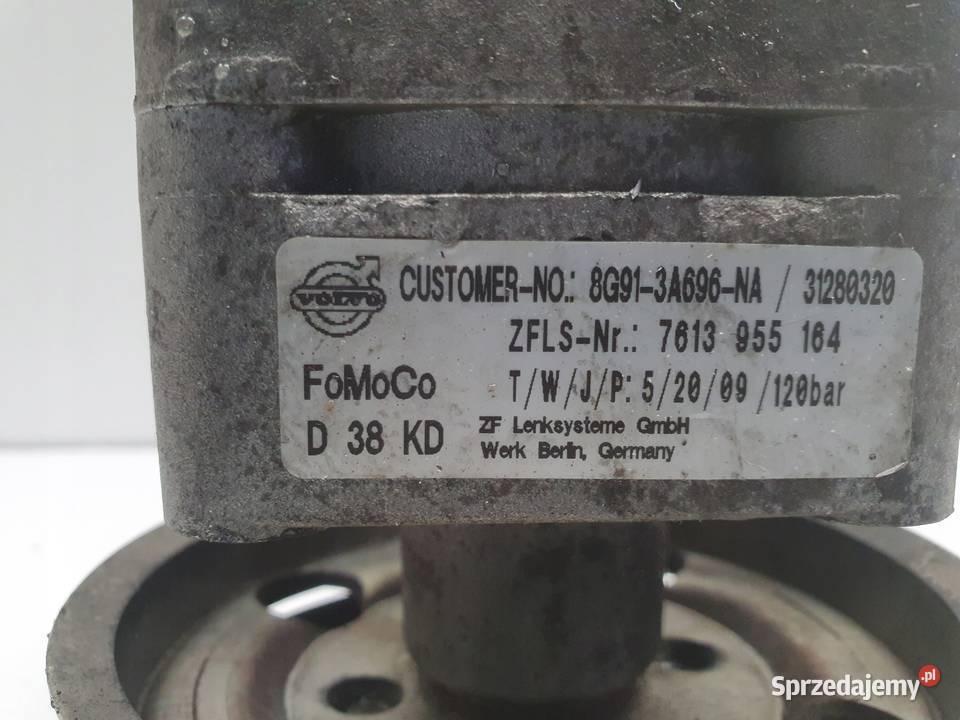 VOLVO CUSTOMER-NO.: 8G91-3A696-NA / 31280320
ZFLS-Nr.: 7613 955 164
FoMoCo T/W/J/P: 5/20/09 /120bar
D 38 KD ZF Lenksysteme GmbH
Werk Berlin, Germany
Sprzedajemy.pl